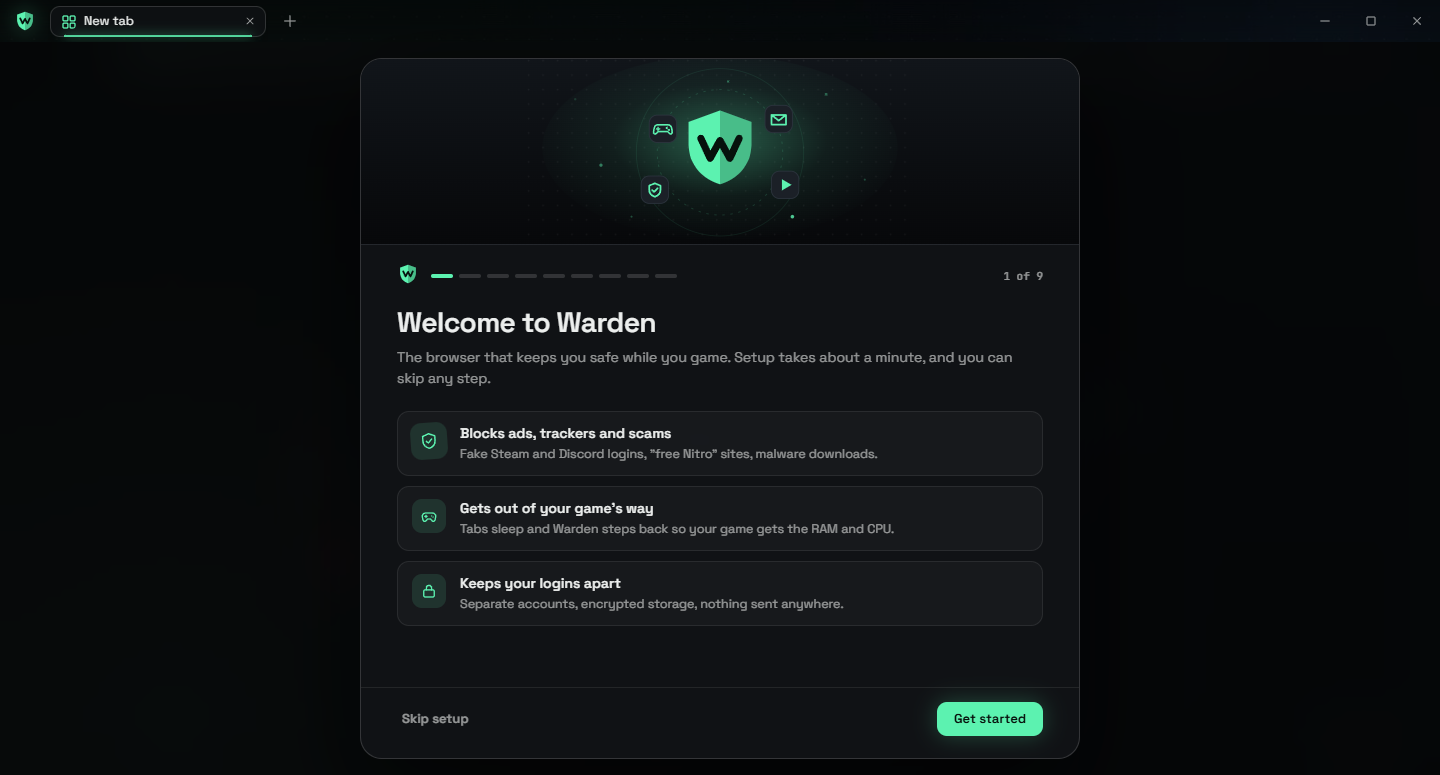 New tab
1 of 9
Welcome to Warden
The browser that keeps you safe while you game. Setup takes about a minute, and you can
skip any step.
Blocks ads, trackers and scams
Fake Steam and Discord logins, "free Nitro" sites, malware downloads.
Gets out of your game's way
Tabs sleep and Warden steps back so your game gets the RAM and CPU.
Keeps your logins apart
Separate accounts, encrypted storage, nothing sent anywhere.
Skip setup
Get started